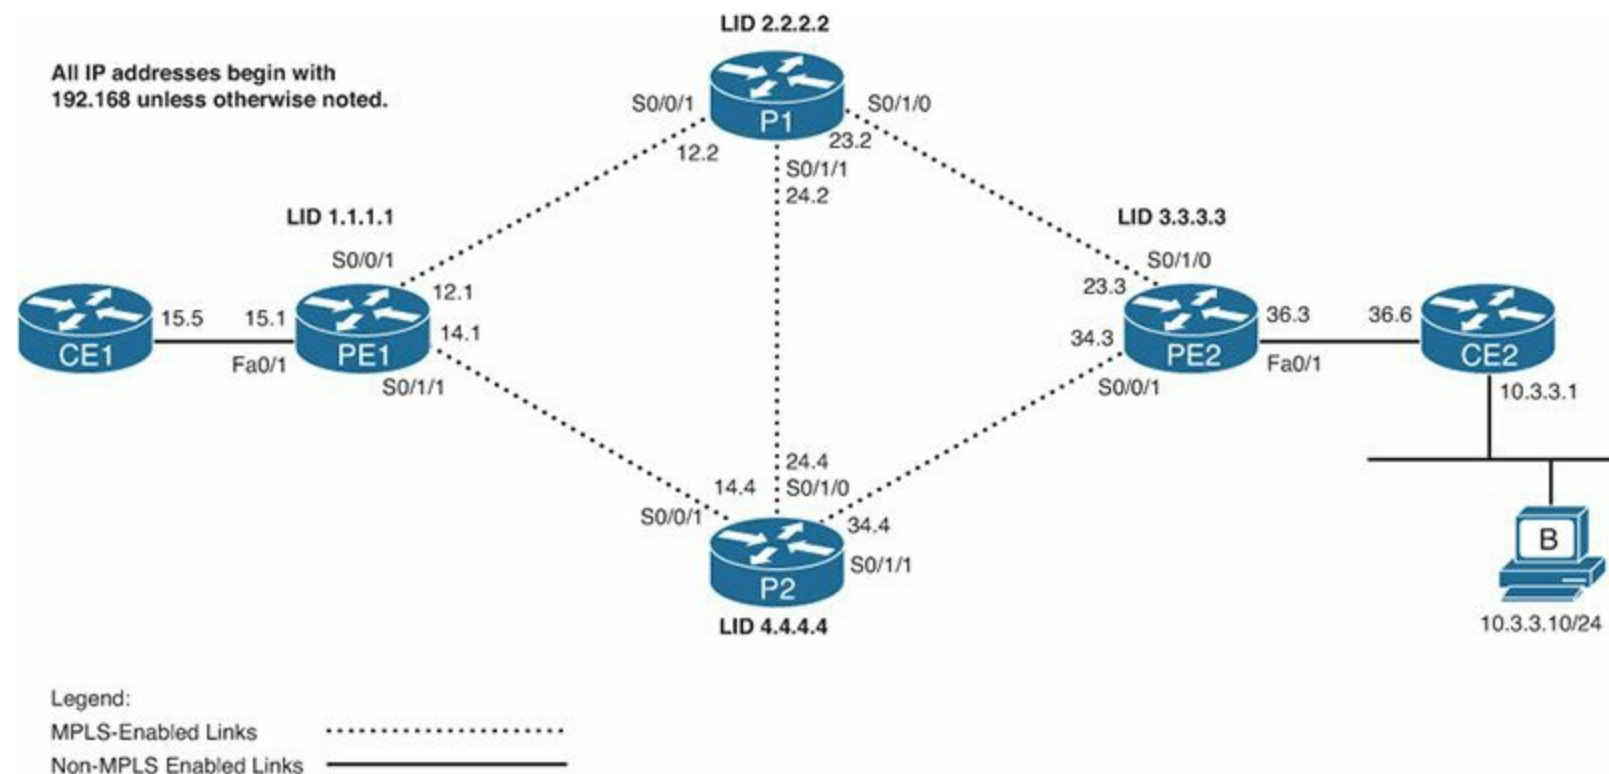 LID 2.2.2.2
All IP addresses begin with
192.168 unless otherwise noted.
S0/0/1
P1
S0/1/0
12.2
23.2
S0/1/1
24.2
LID 1.1.1.1
LID 3.3.3.3
S0/0/1
S0/1/0
12.1
23.3
CE1
15.5
15.1
Fa0/1
PE1
14.1
S0/1/1
34.3
S0/0/1
PE2
36.3
Fa0/1
36.6
CE2
10.3.3.1
24.4
14.4
S0/1/0
S0/0/1
34.4
S0/1/1
P2
LID 4.4.4.4
B
10.3.3.10/24
Legend:
MPLS-Enabled Links
Non-MPLS Enabled Links